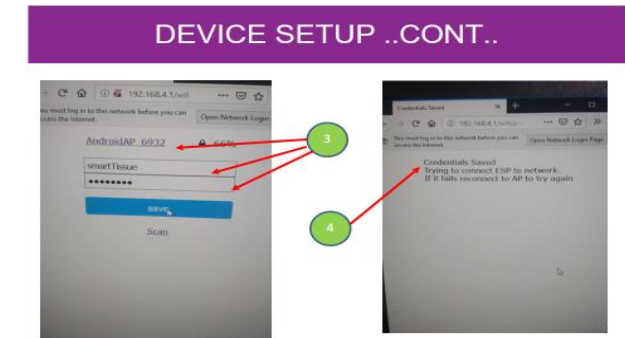 DEVICE SETUP ..CONT..
192.168.4.1/wifi
must log in to this network before you can
access the Internet.
Open Network Login
AndroidAP_6932
66%
smartTissue
••••••••
save
Scan
3
4
Credentials Saved
192.168.4.1/wifisave
You must log in to this network before you can
access the Internet.
Open Network Login Page
Credentials Saved
Trying to connect ESP to network.
If it fails reconnect to AP to try again